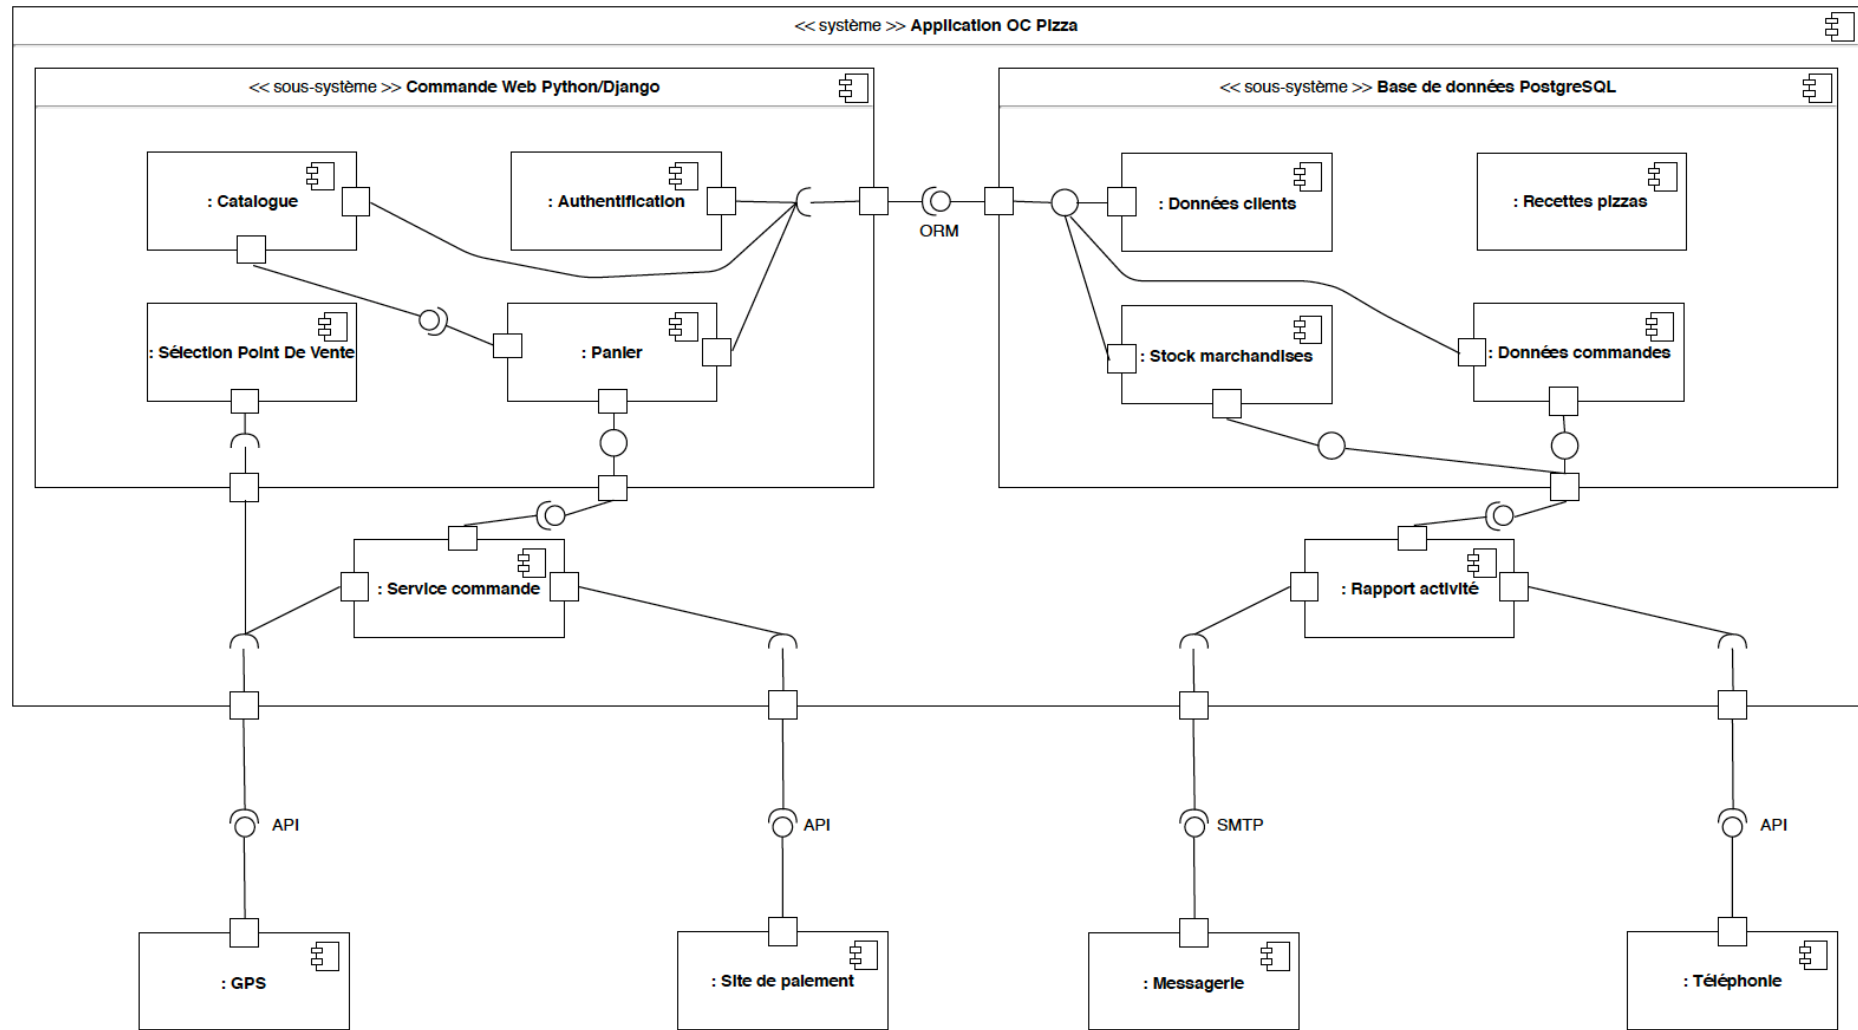 << système >> Application OC Pizza
<< sous-système >> Commande Web Python/Django
<< sous-système >> Base de données PostgreSQL
: Catalogue
: Authentification
ORM
: Données clients
: Recettes pizzas
: Sélection Point De Vente
: Panier
: Stock marchandises
: Données commandes
: Service commande
: Rapport activité
API
API
SMTP
API
: GPS
: Site de paiement
: Messagerie
: Téléphonie